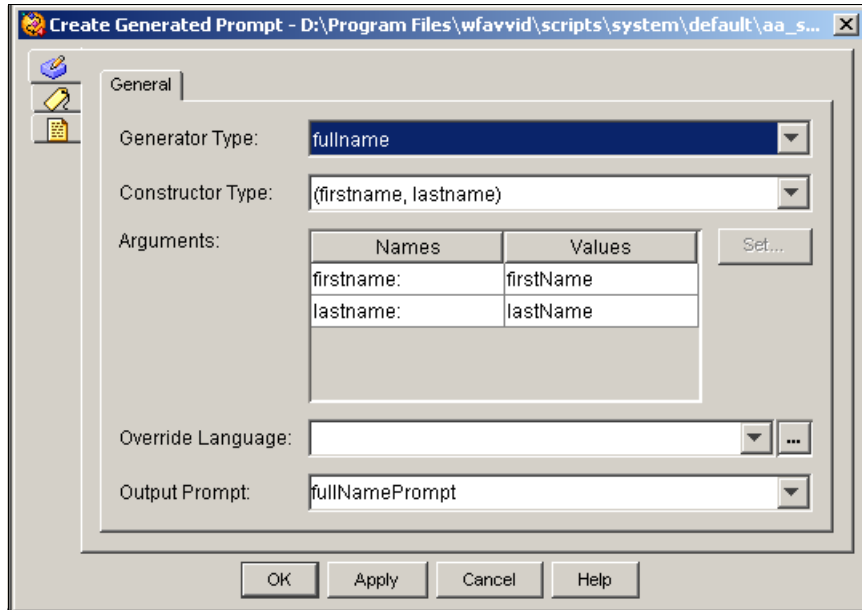 Create Generated Prompt - D:\Program Files\wfavvid\scripts\system\default\aa_s...
General
Generator Type: fullname
Constructor Type: (firstname, lastname)
Arguments: Names Values Set...
firstname: firstName
lastname: lastName
Override Language: ...
Output Prompt: fullNamePrompt
OK Apply Cancel Help